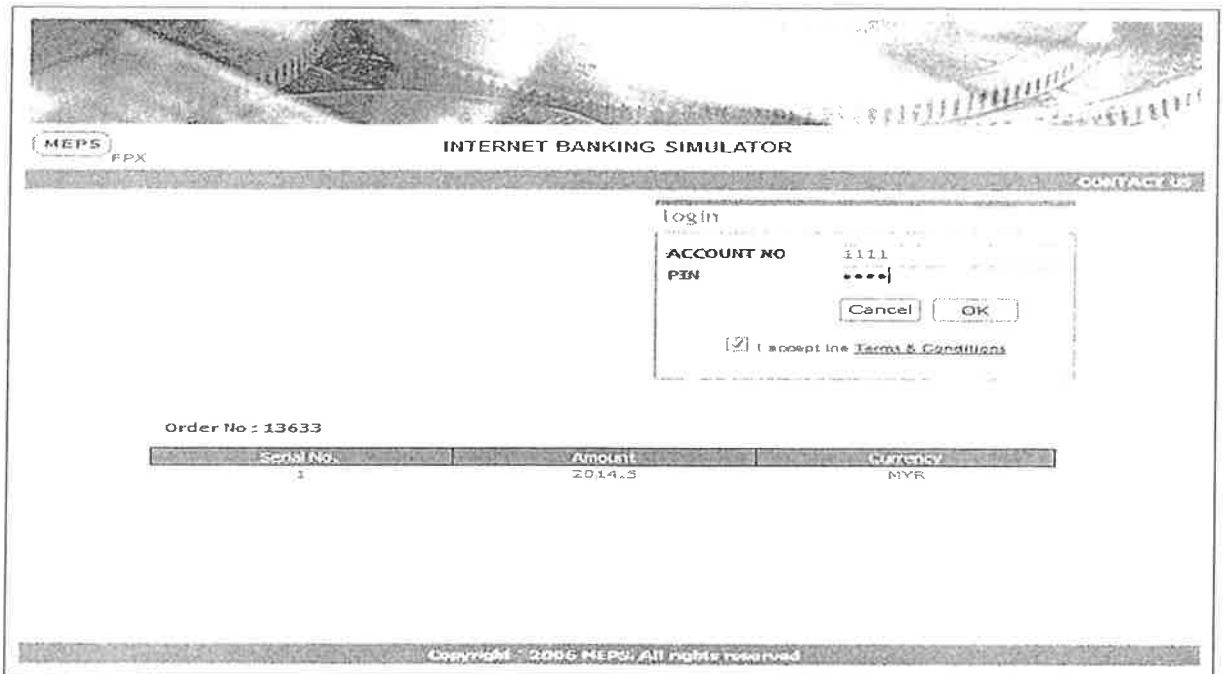 MEPS
FPX
INTERNET BANKING SIMULATOR
CONTACT US
login
ACCOUNT NO 1111
PIN ••••
Cancel OK
I accept the Terms & Conditions
Order No : 13633
Serial No. Amount Currency
1 2014.5 MYR
Copyright 2006 MEPS. All rights reserved